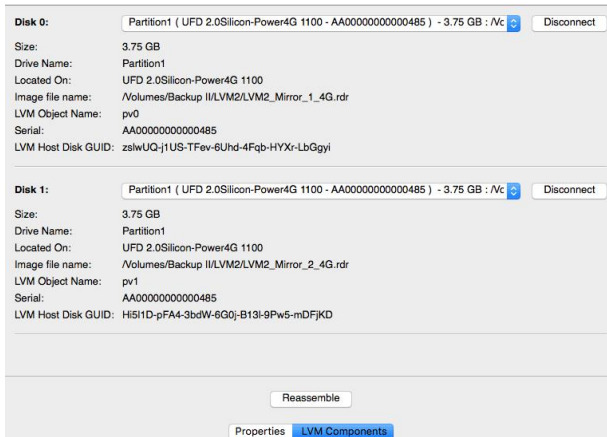 Disk 0: Partition1 ( UFD 2.0Silicon-Power4G 1100 - AA00000000000485 ) - 3.75 GB : /Vc Disconnect
Size: 3.75 GB
Drive Name: Partition1
Located On: UFD 2.0Silicon-Power4G 1100
Image file name: /Volumes/Backup II/LVM2/LVM2_Mirror_1_4G.rdr
LVM Object Name: pv0
Serial: AA00000000000485
LVM Host Disk GUID: zslwUQ-j1US-TFev-6Uhd-4Fqb-HYXr-LbGgyi
Disk 1: Partition1 ( UFD 2.0Silicon-Power4G 1100 - AA00000000000485 ) - 3.75 GB : /Vc Disconnect
Size: 3.75 GB
Drive Name: Partition1
Located On: UFD 2.0Silicon-Power4G 1100
Image file name: /Volumes/Backup II/LVM2/LVM2_Mirror_2_4G.rdr
LVM Object Name: pv1
Serial: AA00000000000485
LVM Host Disk GUID: Hi5I1D-pFA4-3bdW-6G0j-B13l-9Pw5-mDFjKD
Reassemble
Properties LVM Components